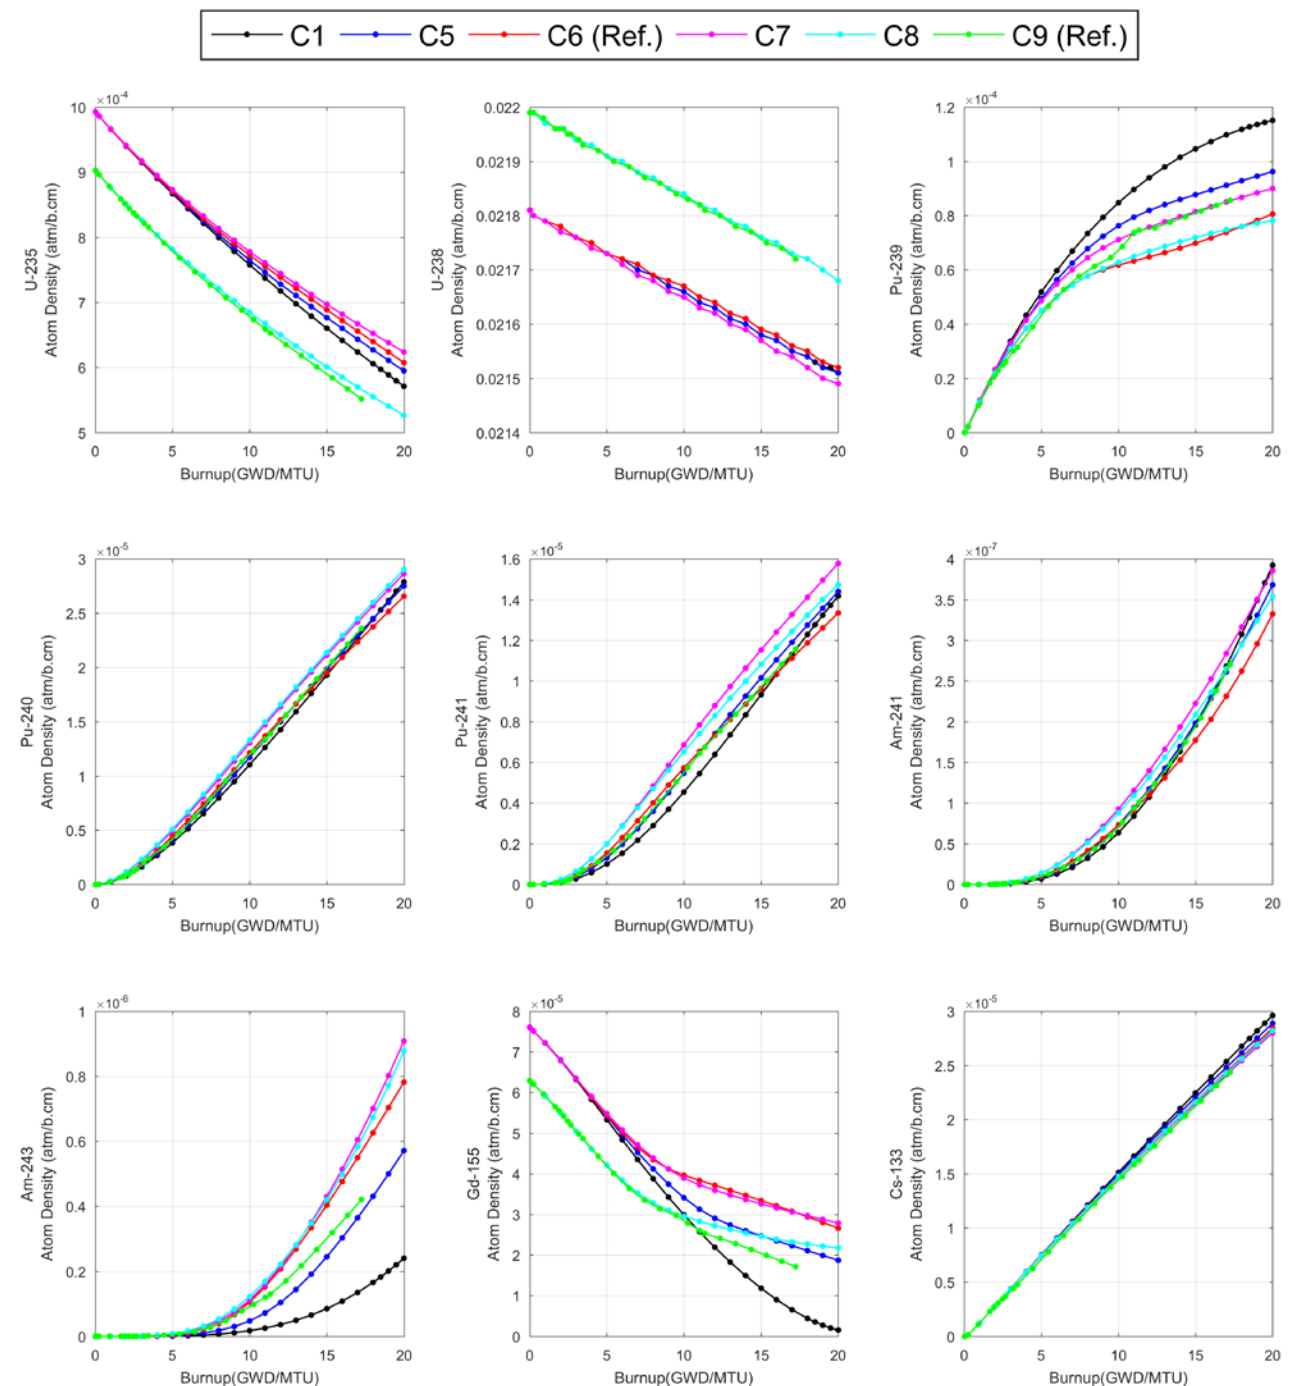 C1 C5 C6 (Ref.) C7 C8 C9 (Ref.)
×10⁻⁴
10
9
8
7
6
5
0 5 10 15 20
Burnup(GWD/MTU)
U-235
Atom Density (atm/b.cm)
0.022
0.0219
0.0218
0.0217
0.0216
0.0215
0.0214
0 5 10 15 20
Burnup(GWD/MTU)
U-238
Atom Density (atm/b.cm)
×10⁻⁴
1.2
1
0.8
0.6
0.4
0.2
0
0 5 10 15 20
Burnup(GWD/MTU)
Pu-239
Atom Density (atm/b.cm)
×10⁻⁵
3
2.5
2
1.5
1
0.5
0
0 5 10 15 20
Burnup(GWD/MTU)
Pu-240
Atom Density (atm/b.cm)
×10⁻⁵
1.6
1.4
1.2
1
0.8
0.6
0.4
0.2
0
0 5 10 15 20
Burnup(GWD/MTU)
Pu-241
Atom Density (atm/b.cm)
×10⁻⁷
4
3.5
3
2.5
2
1.5
1
0.5
0
0 5 10 15 20
Burnup(GWD/MTU)
Am-241
Atom Density (atm/b.cm)
×10⁻⁶
1
0.8
0.6
0.4
0.2
0
0 5 10 15 20
Burnup(GWD/MTU)
Am-243
Atom Density (atm/b.cm)
×10⁻⁵
8
7
6
5
4
3
2
1
0
0 5 10 15 20
Burnup(GWD/MTU)
Gd-155
Atom Density (atm/b.cm)
×10⁻⁵
3
2.5
2
1.5
1
0.5
0
0 5 10 15 20
Burnup(GWD/MTU)
Cs-133
Atom Density (atm/b.cm)